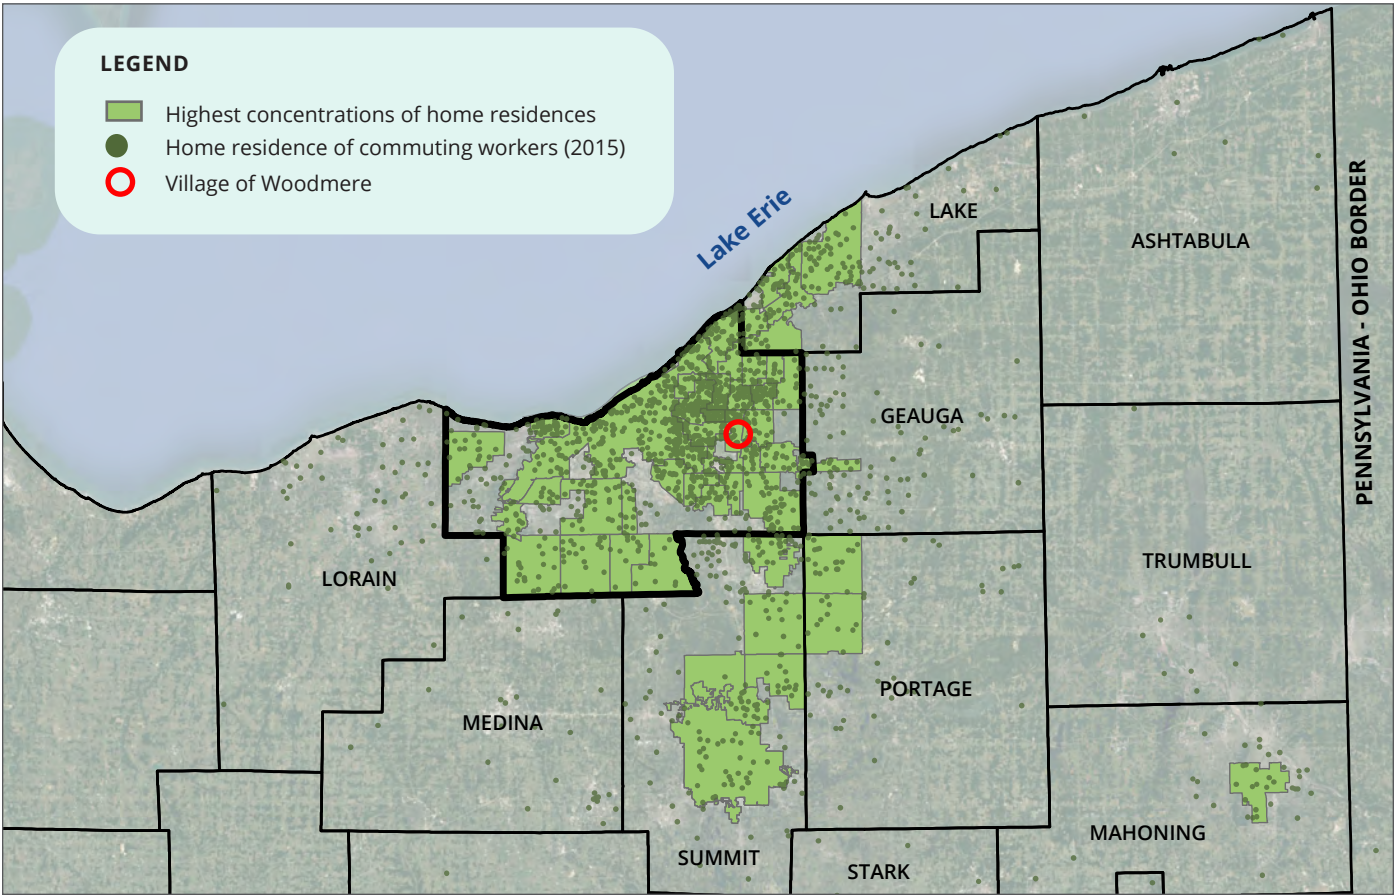 LEGEND
Highest concentrations of home residences
Home residence of commuting workers (2015)
Village of Woodmere
Lake Erie
LAKE
ASHTABULA
PENNSYLVANIA - OHIO BORDER
GEAUGA
LORAIN
TRUMBULL
PORTAGE
MEDINA
MAHONING
SUMMIT
STARK